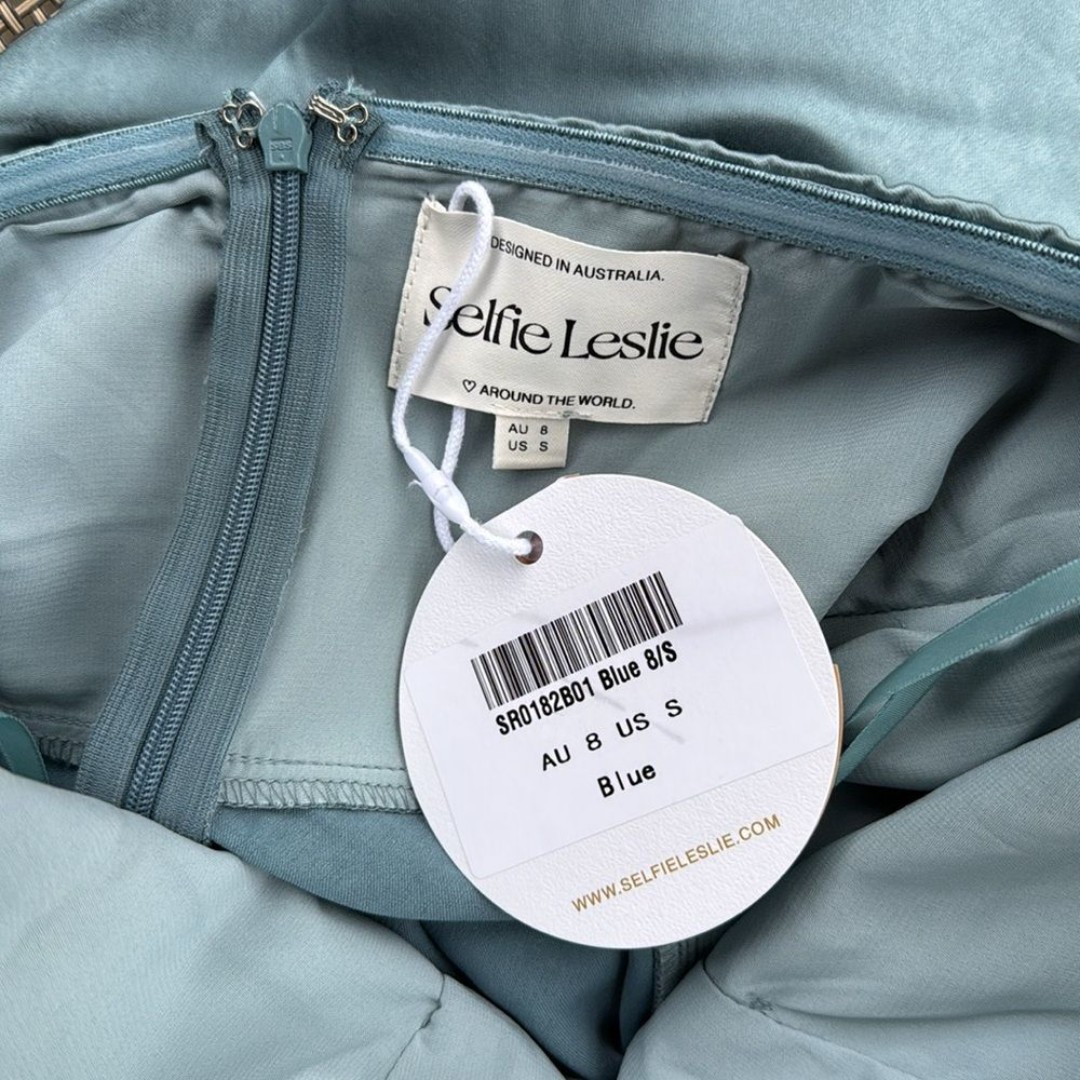 DESIGNED IN AUSTRALIA.
Selfie Leslie
♡ AROUND THE WORLD.
AU 8
US S
SR0182B01 Blue 8/S
AU 8 US S
Blue
WWW.SELFIELESLIE.COM